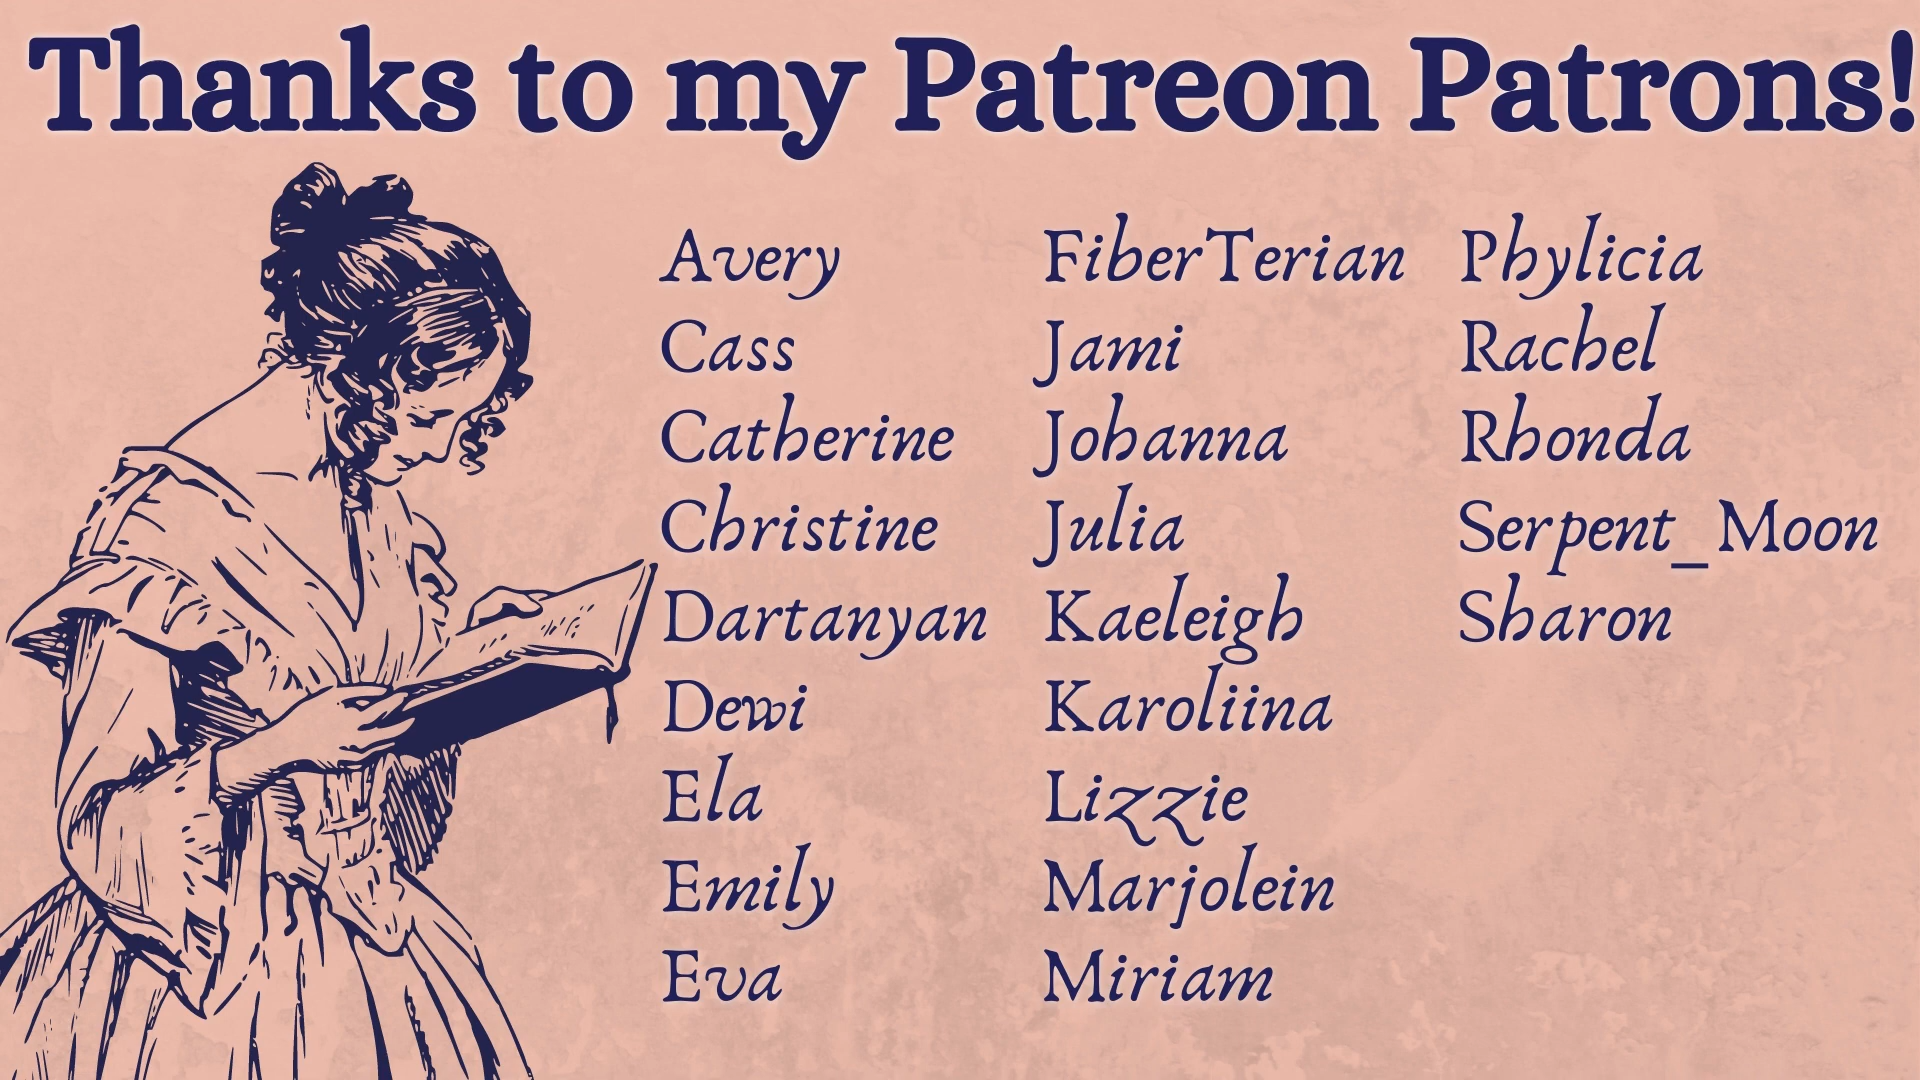 Thanks to my Patreon Patrons!
Avery
Cass
Catherine
Christine
Dartanyan
Dewi
Ela
Emily
Eva
FiberTerian
Jami
Johanna
Julia
Kaeleigh
Karoliina
Lizzie
Marjolein
Miriam
Phylicia
Rachel
Rhonda
Serpent_Moon
Sharon